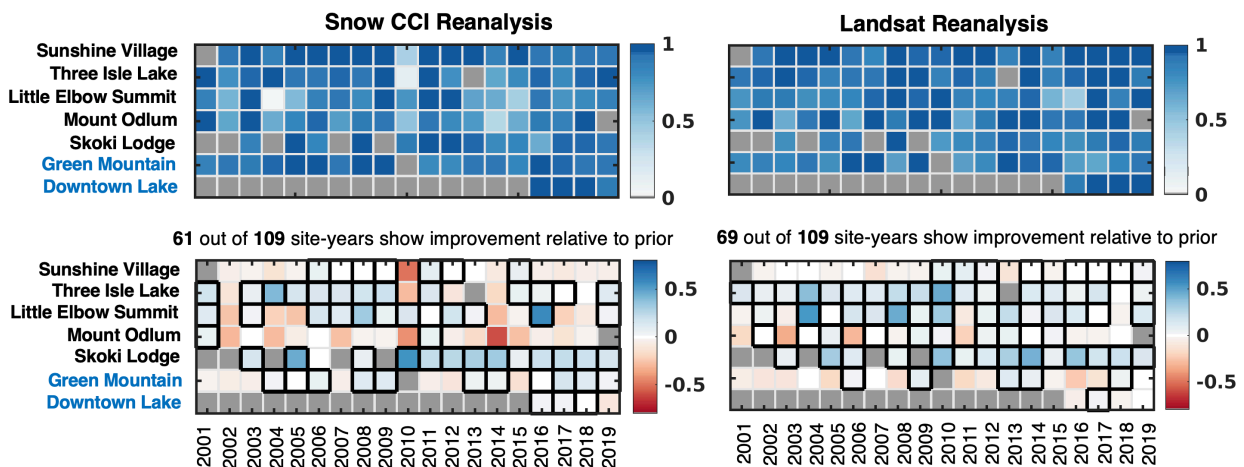 Snow CCI Reanalysis
Landsat Reanalysis
Sunshine Village
Three Isle Lake
Little Elbow Summit
Mount Odlum
Skoki Lodge
Green Mountain
Downtown Lake
1
0.5
0
1
0.5
0
61 out of 109 site-years show improvement relative to prior
69 out of 109 site-years show improvement relative to prior
Sunshine Village
Three Isle Lake
Little Elbow Summit
Mount Odlum
Skoki Lodge
Green Mountain
Downtown Lake
0.5
0
-0.5
0.5
0
-0.5
2001 2002 2003 2004 2005 2006 2007 2008 2009 2010 2011 2012 2013 2014 2015 2016 2017 2018 2019
2001 2002 2003 2004 2005 2006 2007 2008 2009 2010 2011 2012 2013 2014 2015 2016 2017 2018 2019